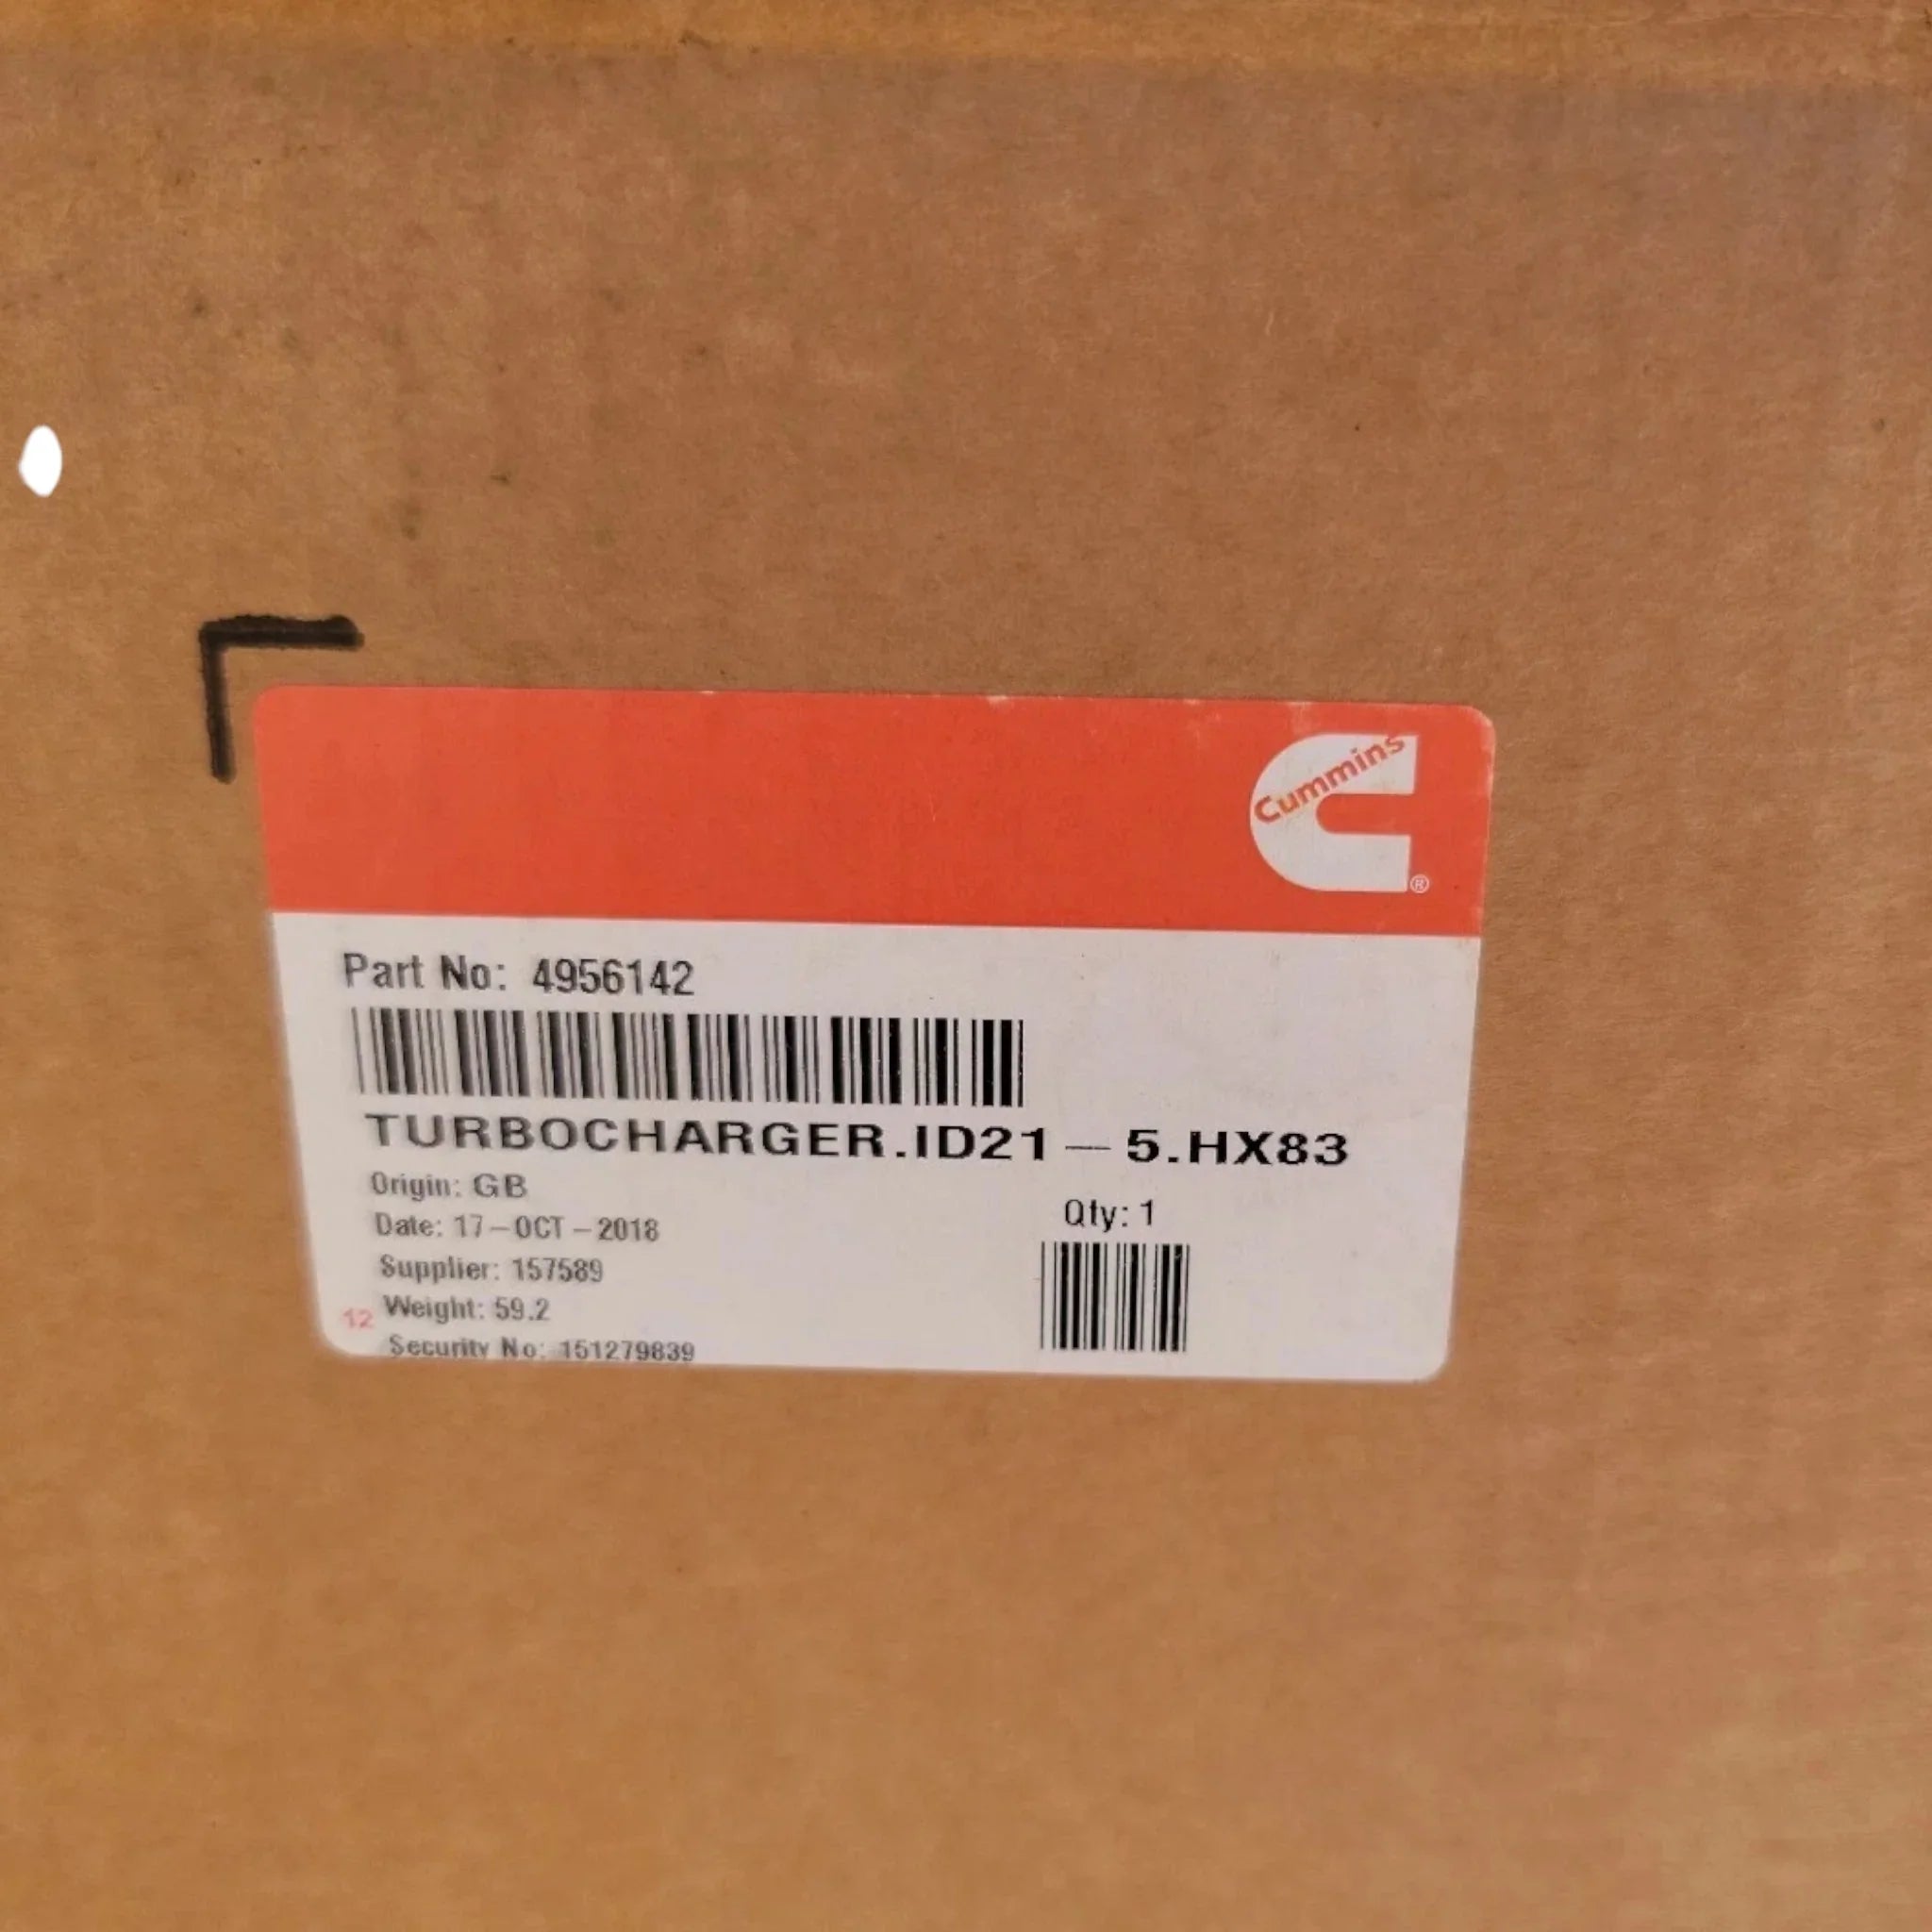 Cummins
®
Part No: 4956142
TURBOCHARGER.ID21-5.HX83
Origin: GB
Date: 17-OCT-2018
Qty: 1
Supplier: 157589
Weight: 59.2
12
Security No: 151279839